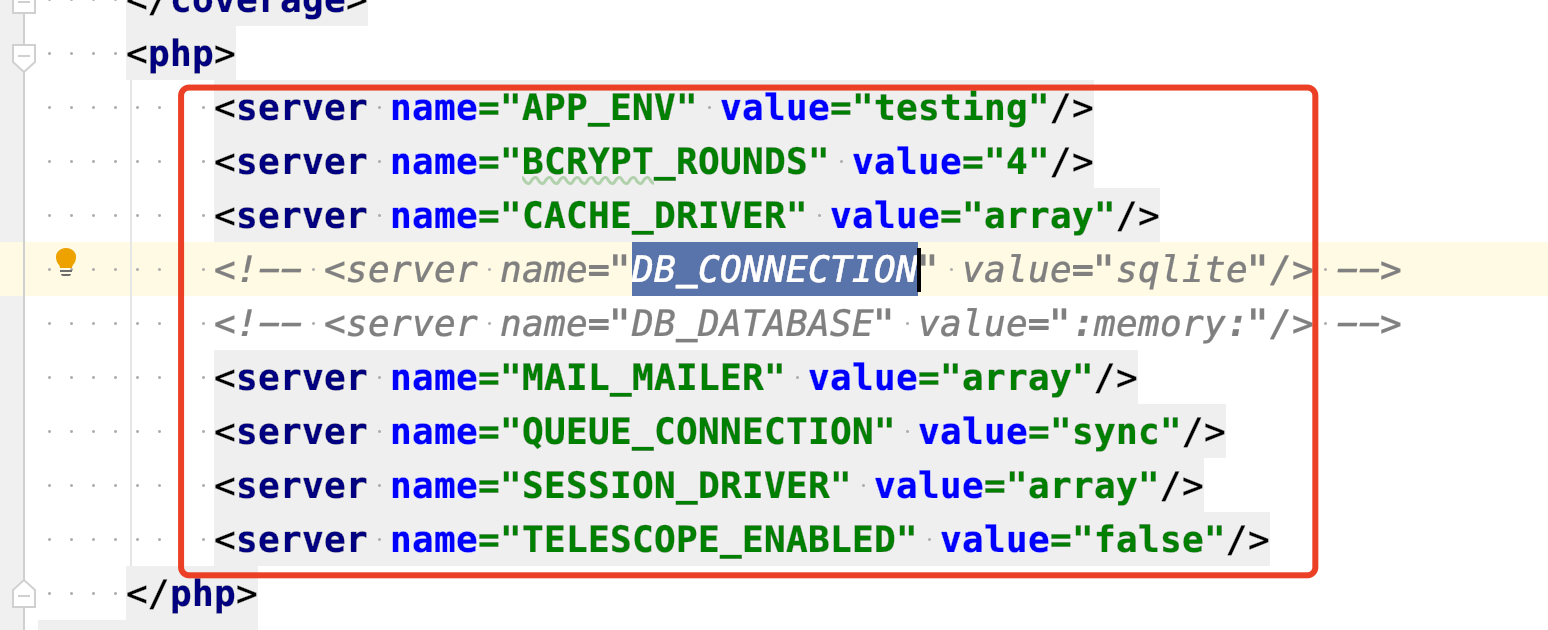 </coverage>
<php>
<server name="APP_ENV" value="testing"/>
<server name="BCRYPT_ROUNDS" value="4"/>
<server name="CACHE_DRIVER" value="array"/>
<!-- <server name="DB_CONNECTION" value="sqlite"/> -->
<!-- <server name="DB_DATABASE" value=":memory:"/> -->
<server name="MAIL_MAILER" value="array"/>
<server name="QUEUE_CONNECTION" value="sync"/>
<server name="SESSION_DRIVER" value="array"/>
<server name="TELESCOPE_ENABLED" value="false"/>
</php>